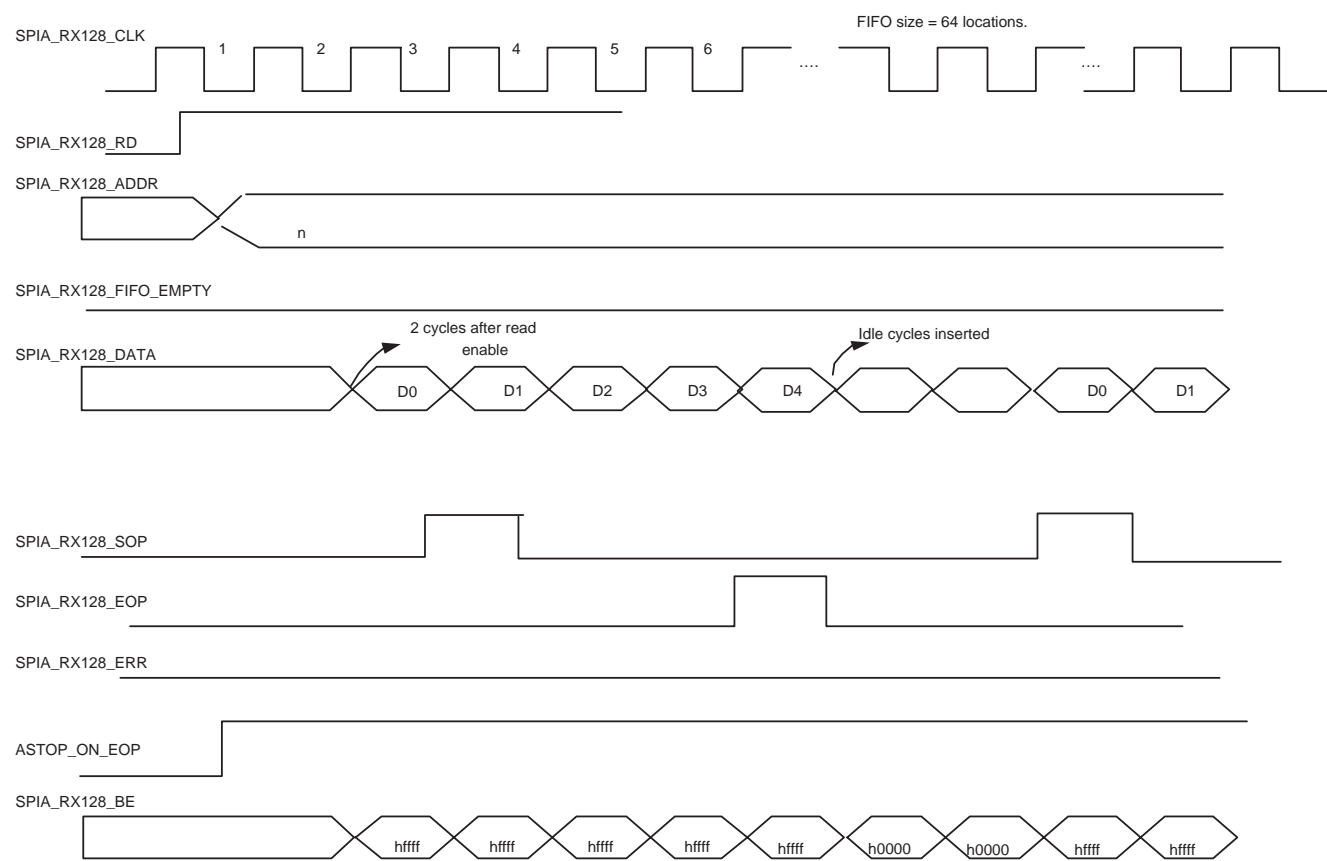 FIFO size = 64 locations.
SPIA_RX128_CLK
1 2 3 4 5 6 .... ....
SPIA_RX128_RD
SPIA_RX128_ADDR
n
SPIA_RX128_FIFO_EMPTY
2 cycles after read
enable
Idle cycles inserted
SPIA_RX128_DATA
D0 D1 D2 D3 D4 D0 D1
SPIA_RX128_SOP
SPIA_RX128_EOP
SPIA_RX128_ERR
ASTOP_ON_EOP
SPIA_RX128_BE
hffff hffff hffff hffff hffff h0000 h0000 hffff hffff